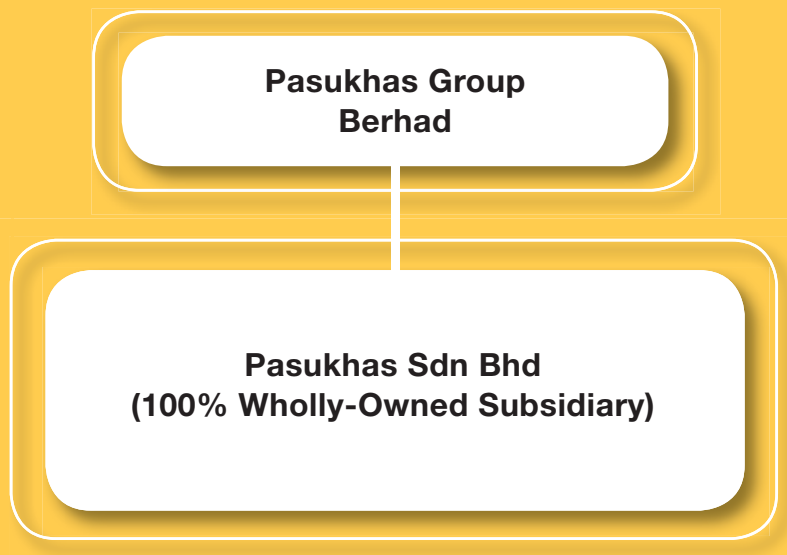 Pasukhas Group
Berhad
Pasukhas Sdn Bhd
(100% Wholly-Owned Subsidiary)